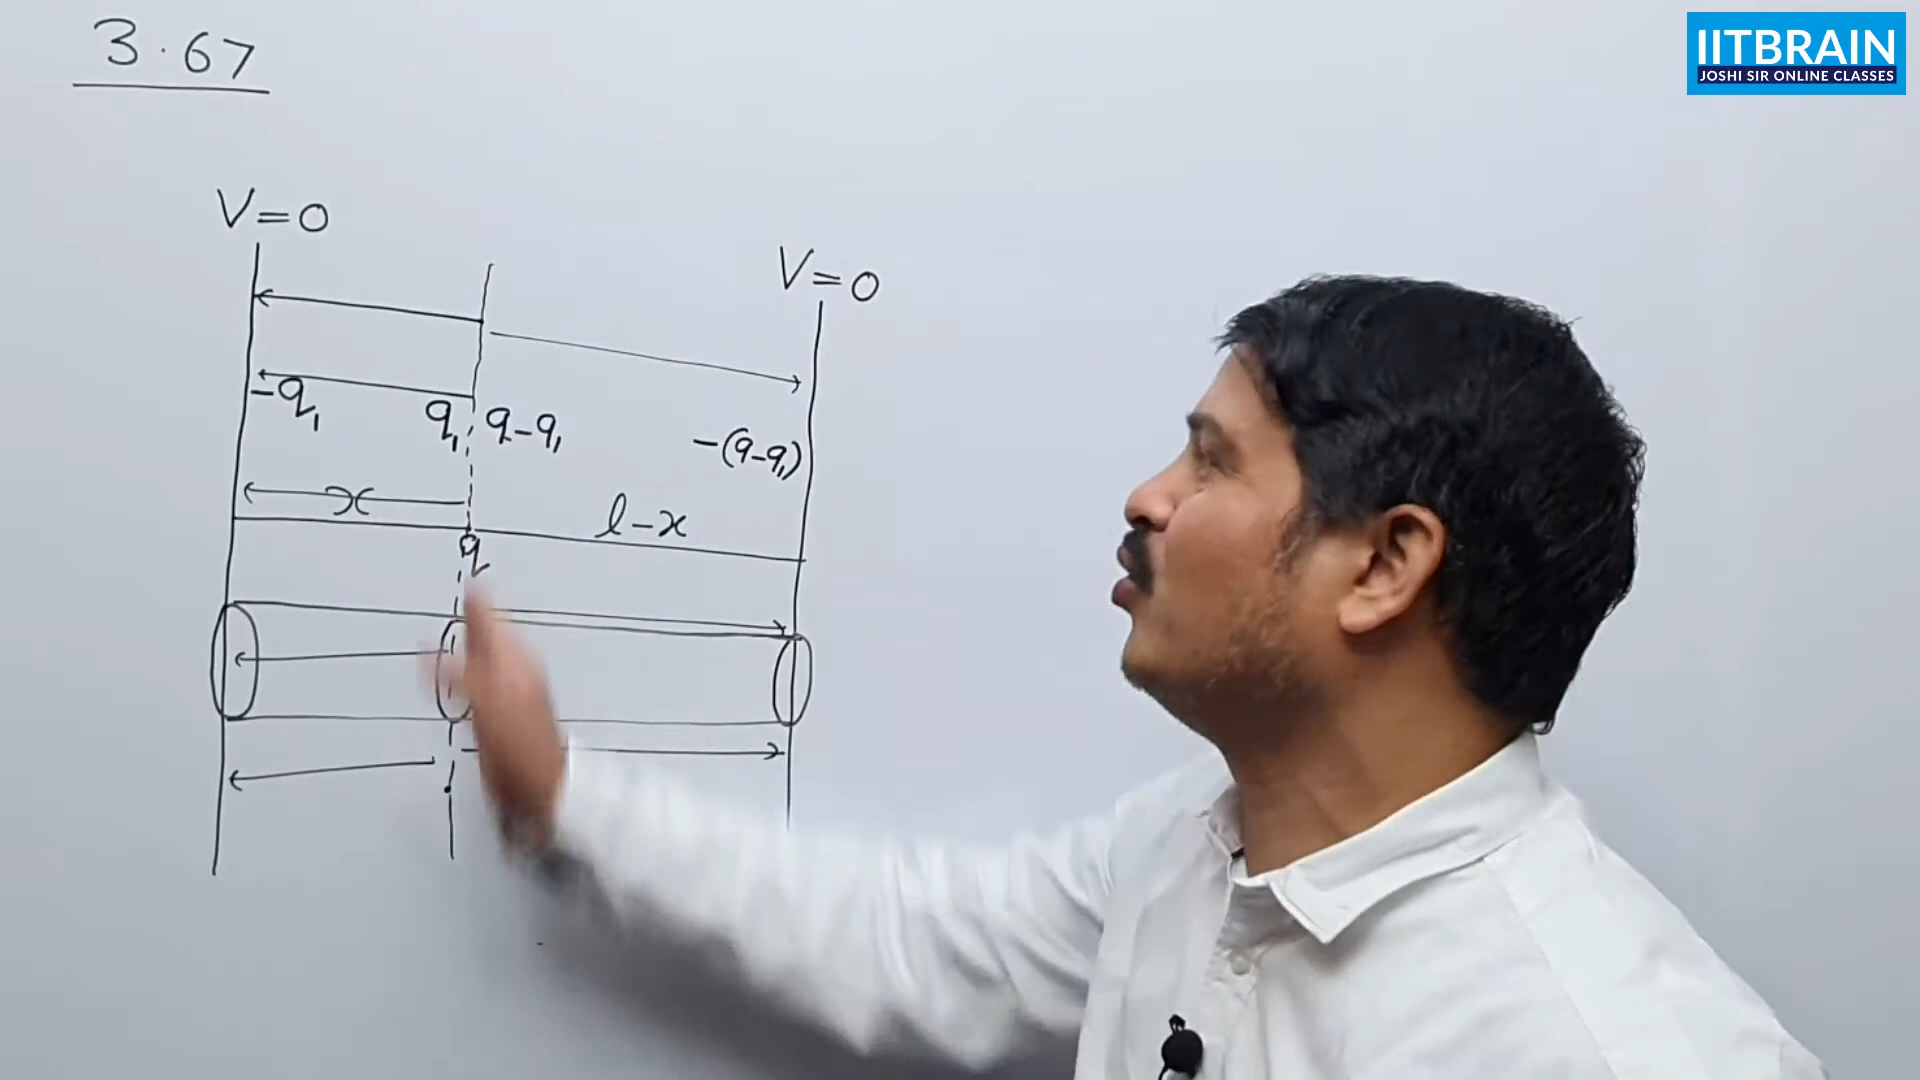 3.67
IITBRAIN
JOSHI SIR ONLINE CLASSES
V=0
V=0
-q₁
q₁
q-q₁
-(q-q₁)
x
l-x
q